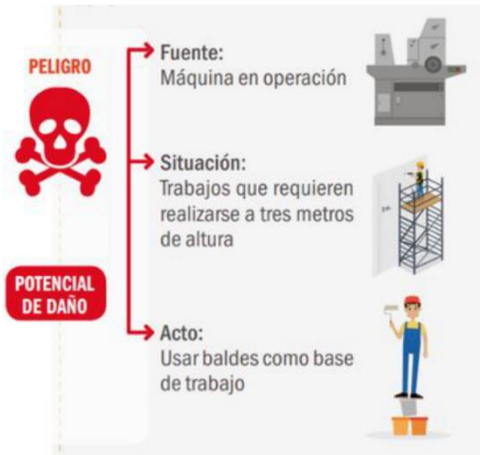 PELIGRO
Fuente:
Máquina en operación
Situación:
Trabajos que requieren
realizarse a tres metros
de altura
POTENCIAL
DE DAÑO
Acto:
Usar baldes como base
de trabajo